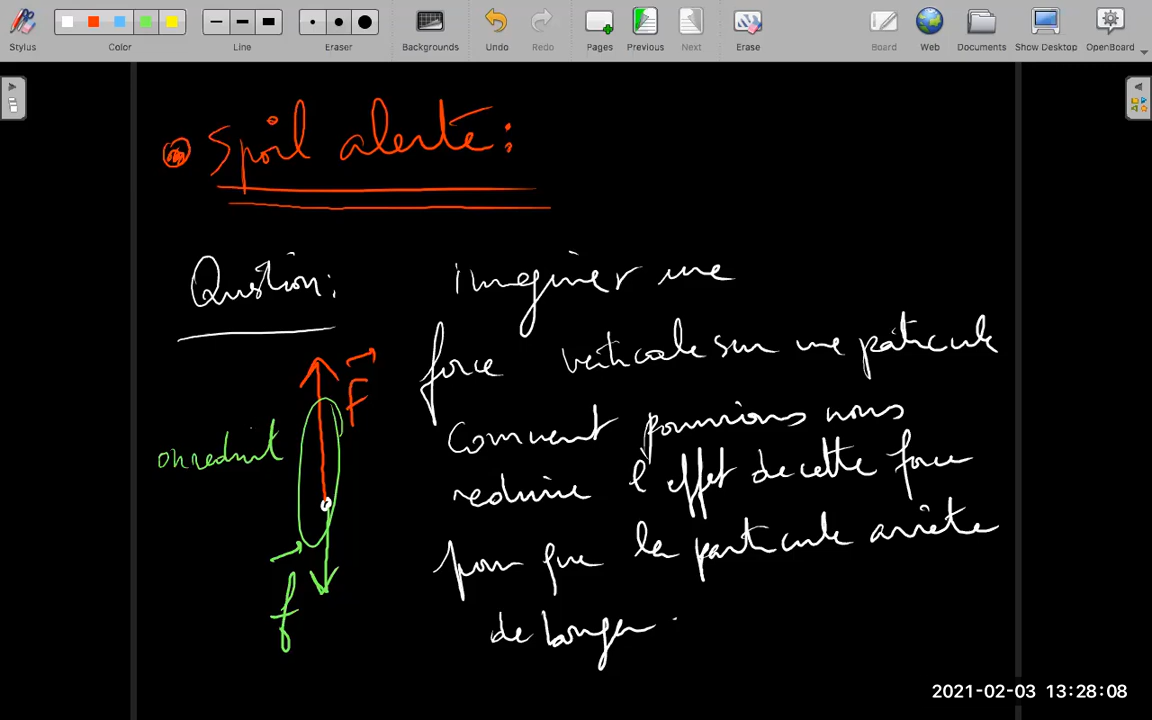 Stylus Color Line Eraser Backgrounds Undo Redo Pages Previous Next Erase Board Web Documents Show Desktop OpenBoard
Spoil alerte:
Question: imaginer une
force verticale sur une particule
F
Comment pourrions nous
on reduit
reduire l'effet de cette force
pour que la particule arrête
f
de bouger.
2021-02-03 13:28:08